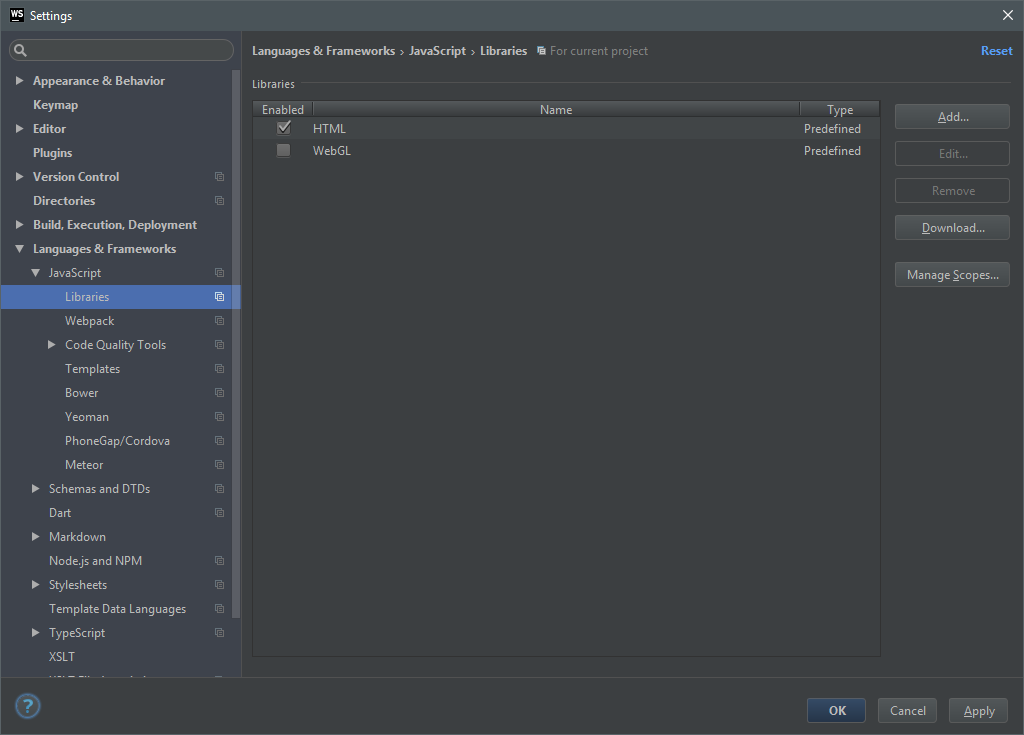 WS Settings
Languages & Frameworks › JavaScript › Libraries For current project Reset
Appearance & Behavior
Keymap
Editor
Plugins
Version Control
Directories
Build, Execution, Deployment
Languages & Frameworks
JavaScript
Libraries
Webpack
Code Quality Tools
Templates
Bower
Yeoman
PhoneGap/Cordova
Meteor
Schemas and DTDs
Dart
Markdown
Node.js and NPM
Stylesheets
Template Data Languages
TypeScript
XSLT
Libraries
Enabled Name Type
HTML Predefined
WebGL Predefined
Add...
Edit...
Remove
Download...
Manage Scopes...
?
OK Cancel Apply